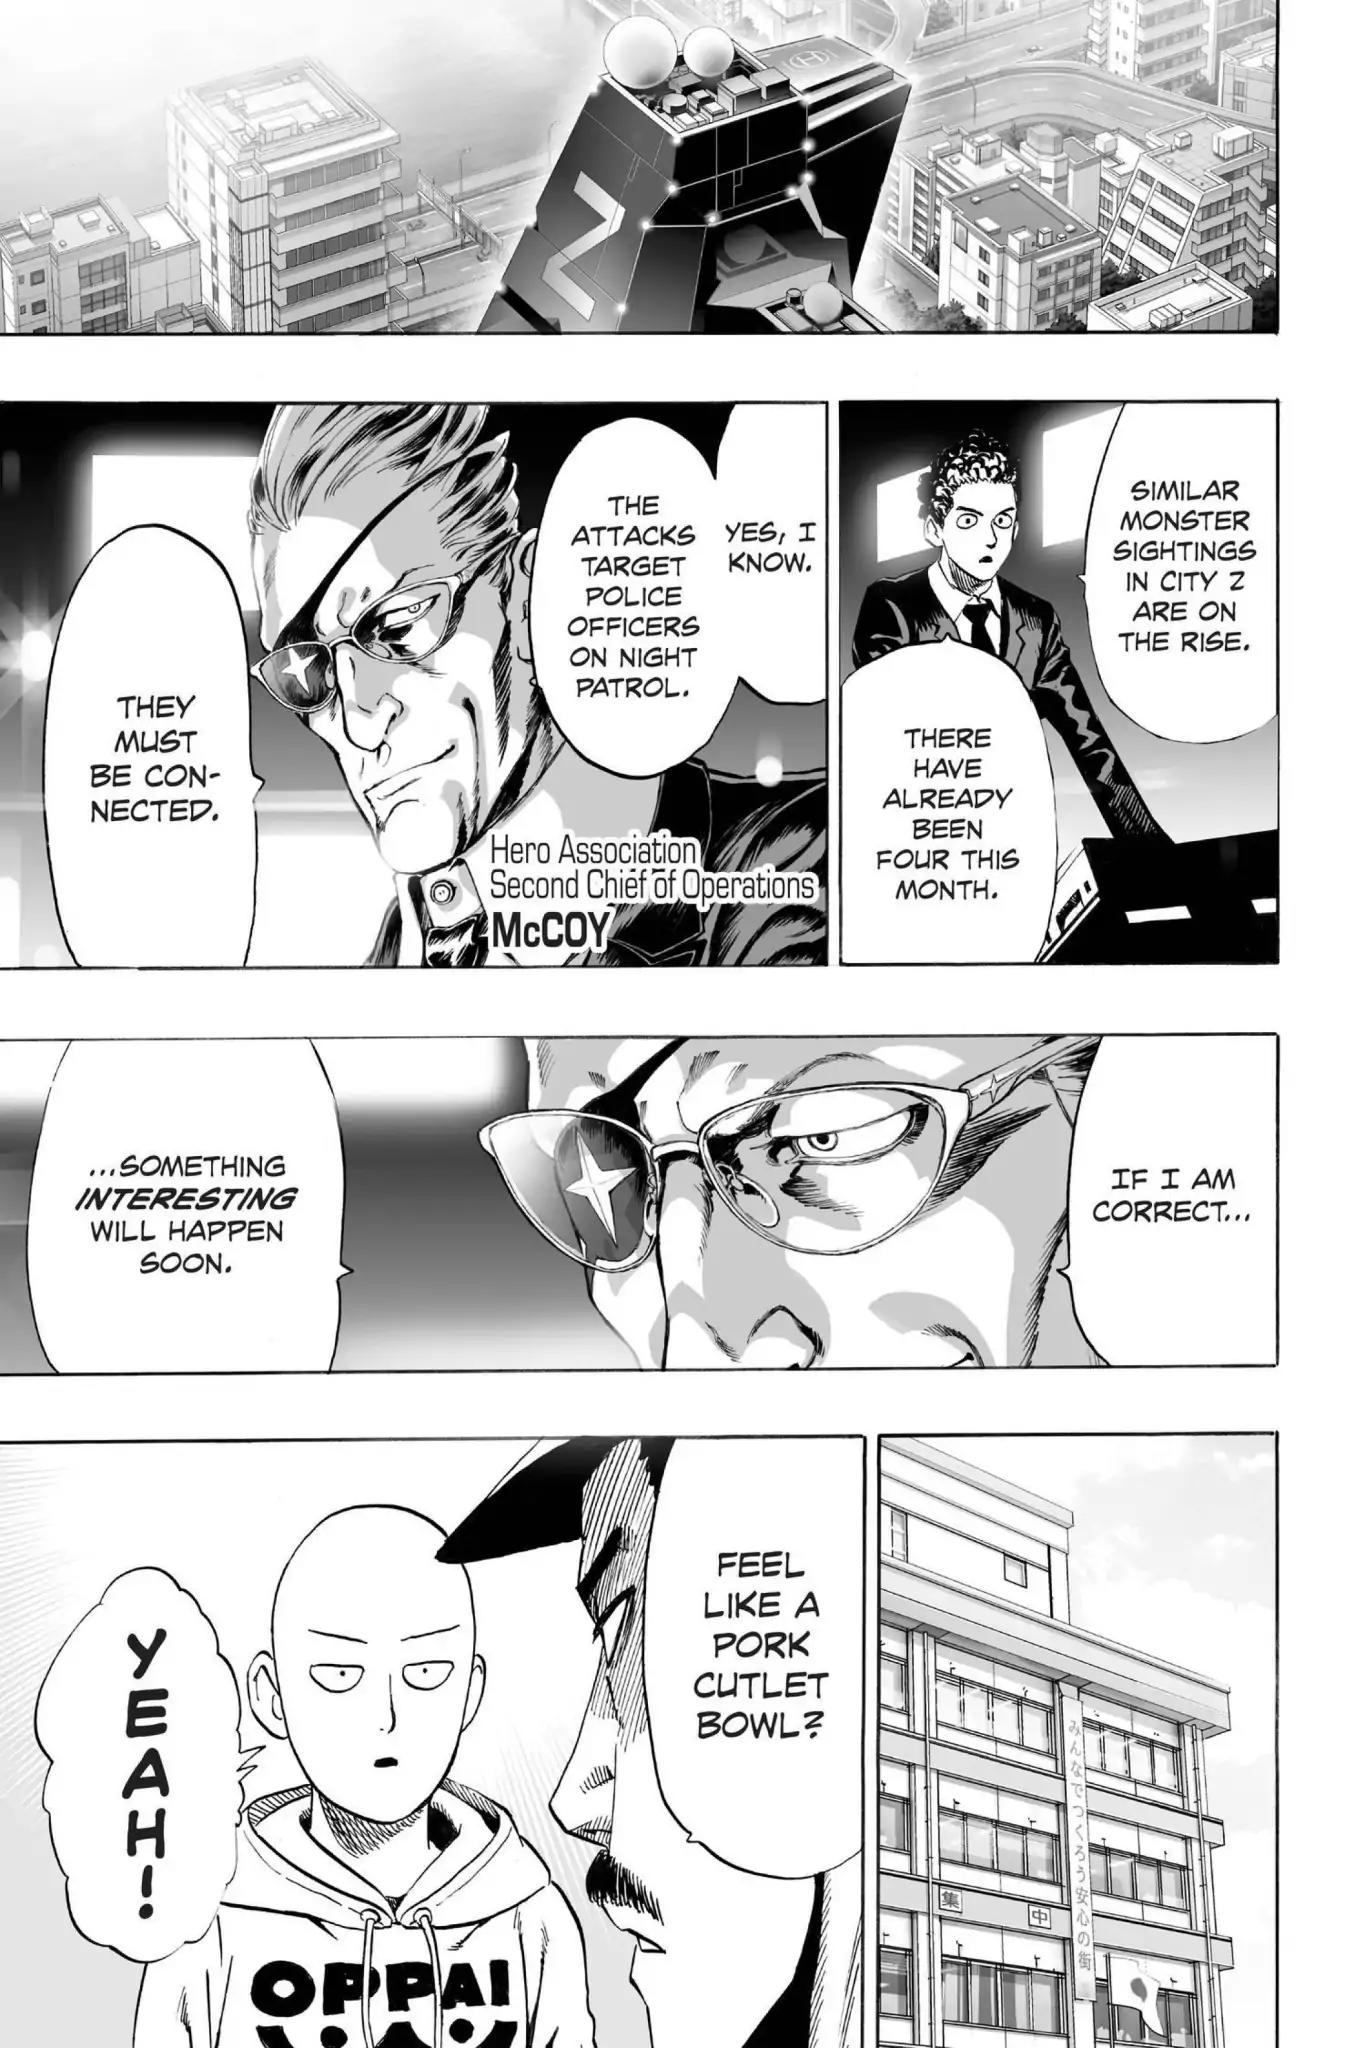 Z
H
SIMILAR
MONSTER
SIGHTINGS
IN CITY Z
ARE ON
THE RISE.
THERE
HAVE
ALREADY
BEEN
FOUR THIS
MONTH.
YES, I
KNOW.
THE
ATTACKS
TARGET
POLICE
OFFICERS
ON NIGHT
PATROL.
Hero Association
Second Chief of Operations
McCOY
THEY
MUST
BE CON-
NECTED.
IF I AM
CORRECT...
...SOMETHING
INTERESTING
WILL HAPPEN
SOON.
みんなでつくろう安心の街
集
中
FEEL
LIKE A
PORK
CUTLET
BOWL?
YEAH!
OPPAI